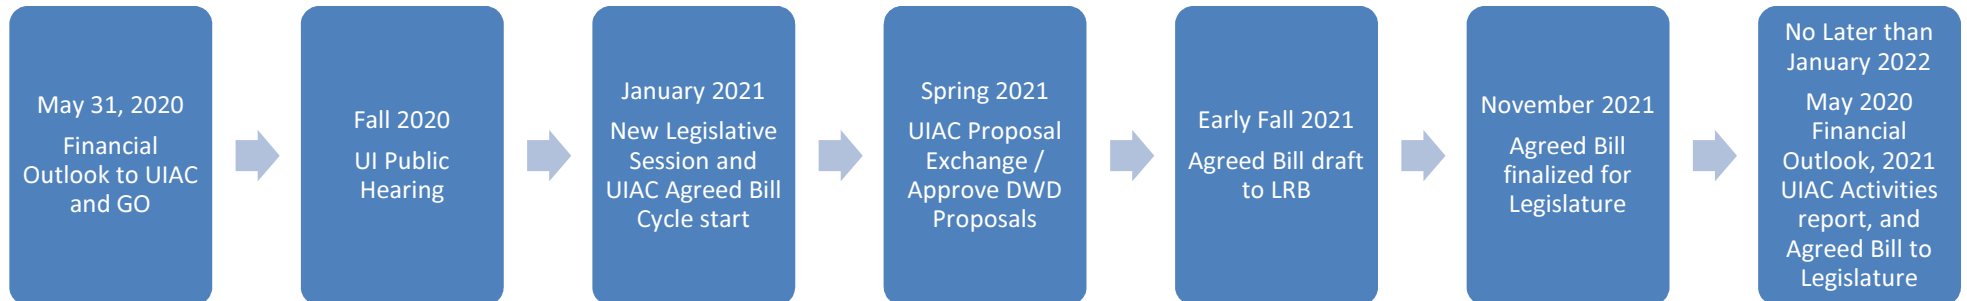 May 31, 2020
Financial
Outlook to UIAC
and GO
Fall 2020
UI Public
Hearing
January 2021
New Legislative
Session and
UIAC Agreed Bill
Cycle start
Spring 2021
UIAC Proposal
Exchange /
Approve DWD
Proposals
Early Fall 2021
Agreed Bill draft
to LRB
November 2021
Agreed Bill
finalized for
Legislature
No Later than
January 2022
May 2020
Financial
Outlook, 2021
UIAC Activities
report, and
Agreed Bill to
Legislature